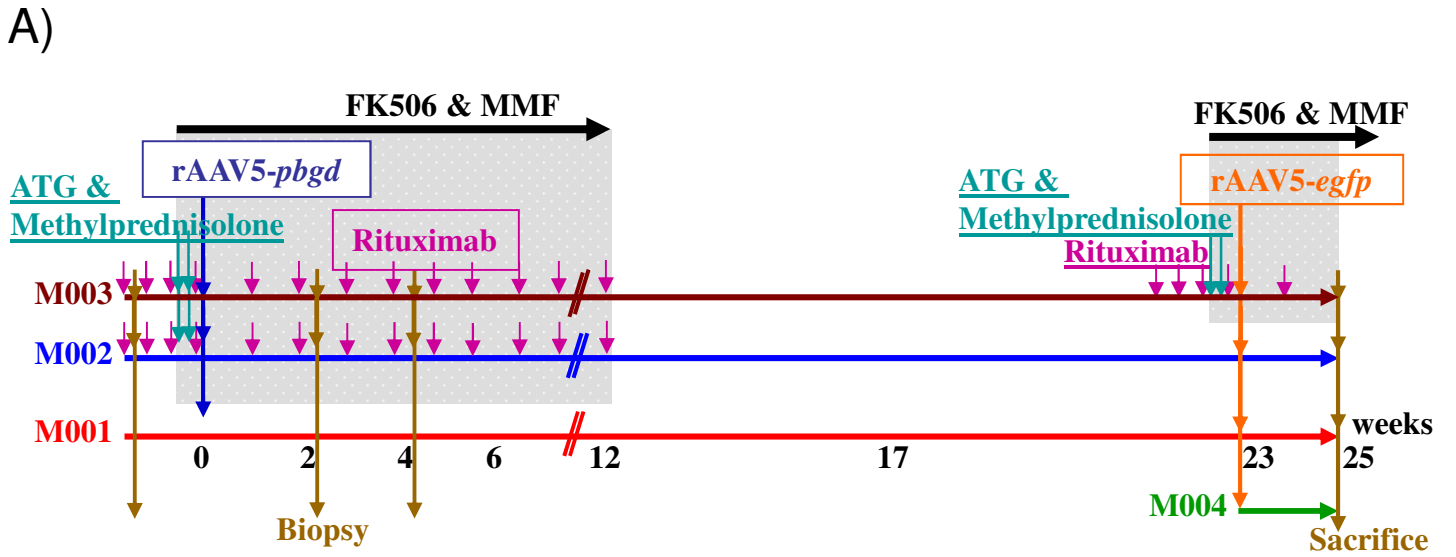 A)
FK506 & MMF
FK506 & MMF
rAAV5-pbgd
rAAV5-egfp
ATG &
Methylprednisolone
ATG &
Methylprednisolone
Rituximab
Rituximab
M003
M002
M001
weeks
0 2 4 6 12 17 23 25
M004
Biopsy
Sacrifice